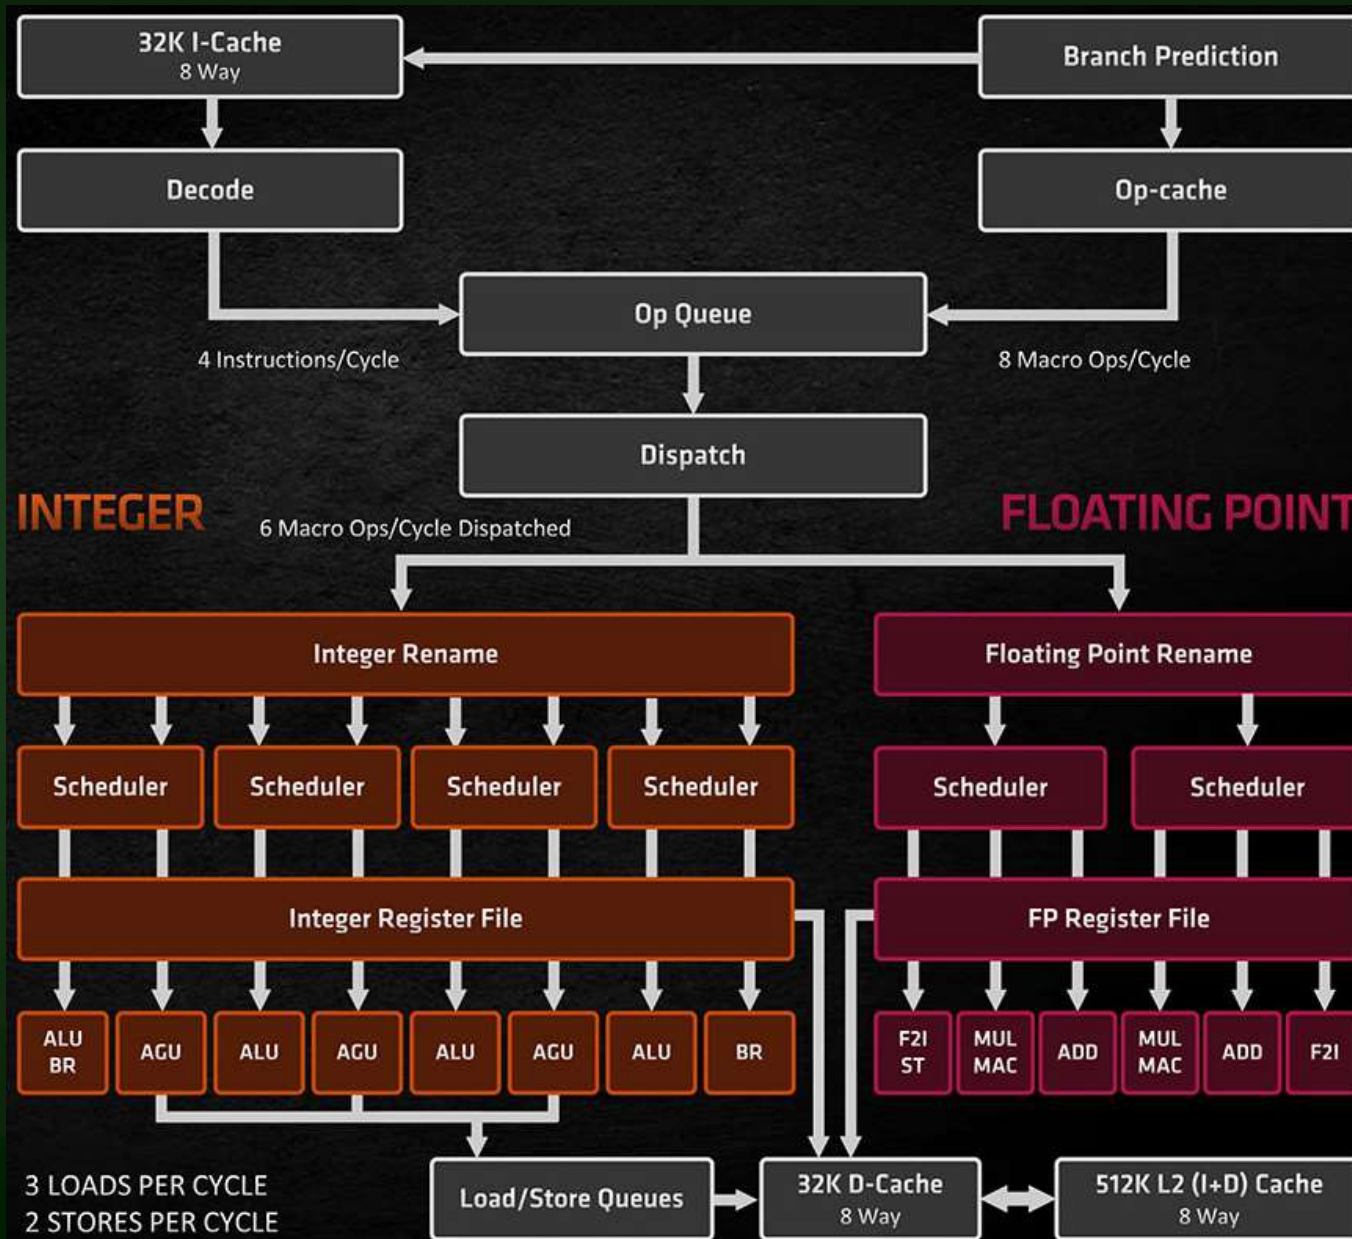 32K I-Cache
8 Way
Branch Prediction
Decode
Op-cache
Op Queue
4 Instructions/Cycle
8 Macro Ops/Cycle
Dispatch
INTEGER
FLOATING POINT
6 Macro Ops/Cycle Dispatched
Integer Rename
Floating Point Rename
Scheduler
Scheduler
Scheduler
Scheduler
Scheduler
Scheduler
Integer Register File
FP Register File
ALU
BR
AGU
ALU
AGU
ALU
AGU
ALU
BR
F2I
ST
MUL
MAC
ADD
MUL
MAC
ADD
F2I
3 LOADS PER CYCLE
2 STORES PER CYCLE
Load/Store Queues
32K D-Cache
8 Way
512K L2 (I+D) Cache
8 Way